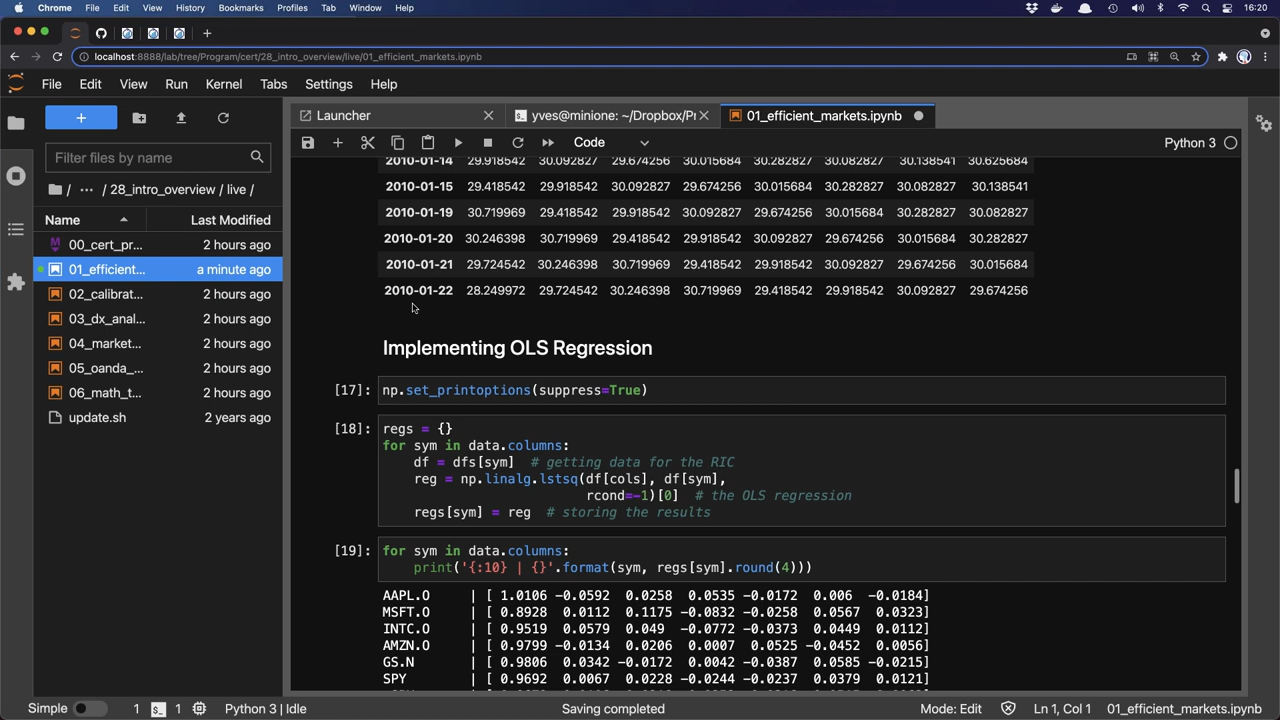 Chrome File Edit View History Bookmarks Profiles Tab Window Help 16:20
localhost:8888/lab/tree/Program/cert/28_intro_overview/live/01_efficient_markets.ipynb
File Edit View Run Kernel Tabs Settings Help
Launcher
yves@minione: ~/Dropbox/Pr
01_efficient_markets.ipynb
Code
Python 3
Filter files by name
/ ··· / 28_intro_overview / live /
Name Last Modified
00_cert_pr... 2 hours ago
01_efficient... a minute ago
02_calibrat... 2 hours ago
03_dx_anal... 2 hours ago
04_market... 2 hours ago
05_oanda_... 2 hours ago
06_math_t... 2 hours ago
update.sh 2 years ago
2010-01-14 29.918542 30.092827 29.674256 30.015684 30.282827 30.082827 30.138541 30.625684
2010-01-15 29.418542 29.918542 30.092827 29.674256 30.015684 30.282827 30.082827 30.138541
2010-01-19 30.719969 29.418542 29.918542 30.092827 29.674256 30.015684 30.282827 30.082827
2010-01-20 30.246398 30.719969 29.418542 29.918542 30.092827 29.674256 30.015684 30.282827
2010-01-21 29.724542 30.246398 30.719969 29.418542 29.918542 30.092827 29.674256 30.015684
2010-01-22 28.249972 29.724542 30.246398 30.719969 29.418542 29.918542 30.092827 29.674256
Implementing OLS Regression
[17]: np.set_printoptions(suppress=True)
[18]: regs = {}
for sym in data.columns:
df = dfs[sym] # getting data for the RIC
reg = np.linalg.lstsq(df[cols], df[sym],
rcond=-1)[0] # the OLS regression
regs[sym] = reg # storing the results
[19]: for sym in data.columns:
print('{:10} | {}'.format(sym, regs[sym].round(4)))
AAPL.O | [ 1.0106 -0.0592 0.0258 0.0535 -0.0172 0.006 -0.0184]
MSFT.O | [ 0.8928 0.0112 0.1175 -0.0832 -0.0258 0.0567 0.0323]
INTC.O | [ 0.9519 0.0579 0.049 -0.0772 -0.0373 0.0449 0.0112]
AMZN.O | [ 0.9799 -0.0134 0.0206 0.0007 0.0525 -0.0452 0.0056]
GS.N | [ 0.9806 0.0342 -0.0172 0.0042 -0.0387 0.0585 -0.0215]
SPY | [ 0.9692 0.0067 0.0228 -0.0244 -0.0237 0.0379 0.0121]
Simple 1 1 Python 3 | Idle Saving completed Mode: Edit Ln 1, Col 1 01_efficient_markets.ipynb